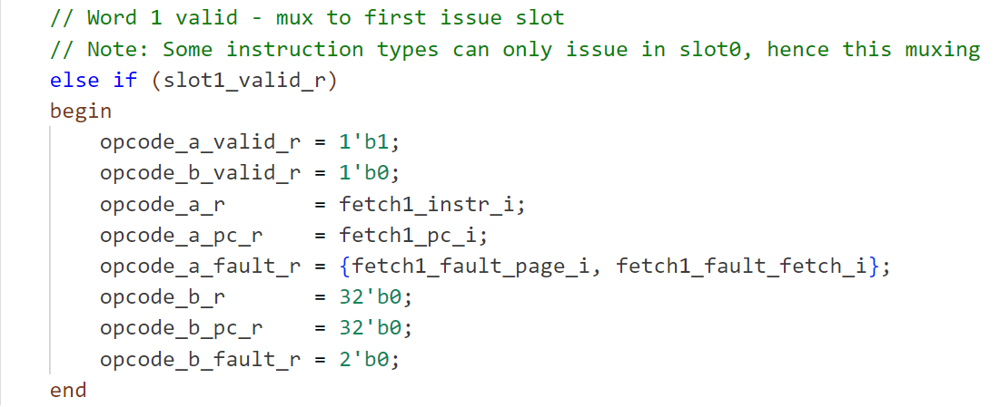 // Word 1 valid - mux to first issue slot
// Note: Some instruction types can only issue in slot0, hence this muxing
else if (slot1_valid_r)
begin
    opcode_a_valid_r = 1'b1;
    opcode_b_valid_r = 1'b0;
    opcode_a_r       = fetch1_instr_i;
    opcode_a_pc_r    = fetch1_pc_i;
    opcode_a_fault_r = {fetch1_fault_page_i, fetch1_fault_fetch_i};
    opcode_b_r       = 32'b0;
    opcode_b_pc_r    = 32'b0;
    opcode_b_fault_r = 2'b0;
end